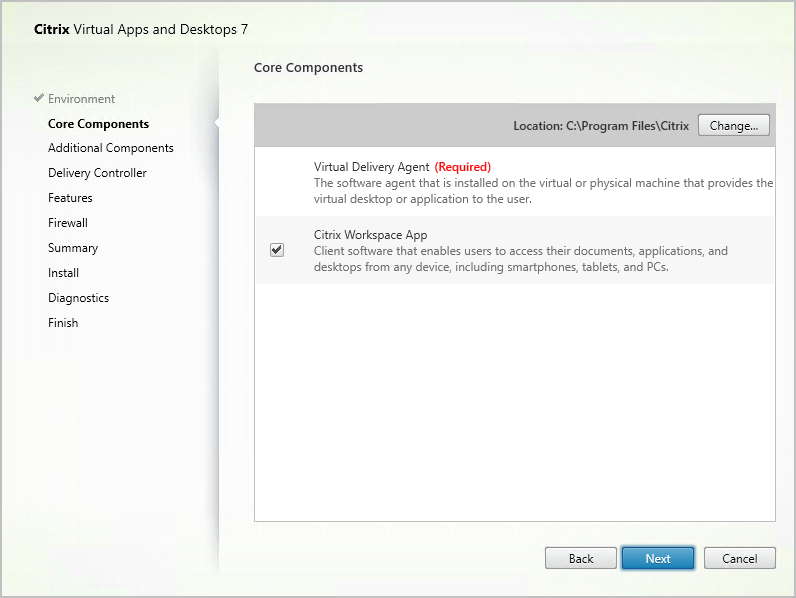 Citrix Virtual Apps and Desktops 7
Environment
Core Components
Additional Components
Delivery Controller
Features
Firewall
Summary
Install
Diagnostics
Finish
Core Components
Location: C:\Program Files\Citrix
Change...
Virtual Delivery Agent (Required)
The software agent that is installed on the virtual or physical machine that provides the
virtual desktop or application to the user.
Citrix Workspace App
Client software that enables users to access their documents, applications, and
desktops from any device, including smartphones, tablets, and PCs.
Back
Next
Cancel